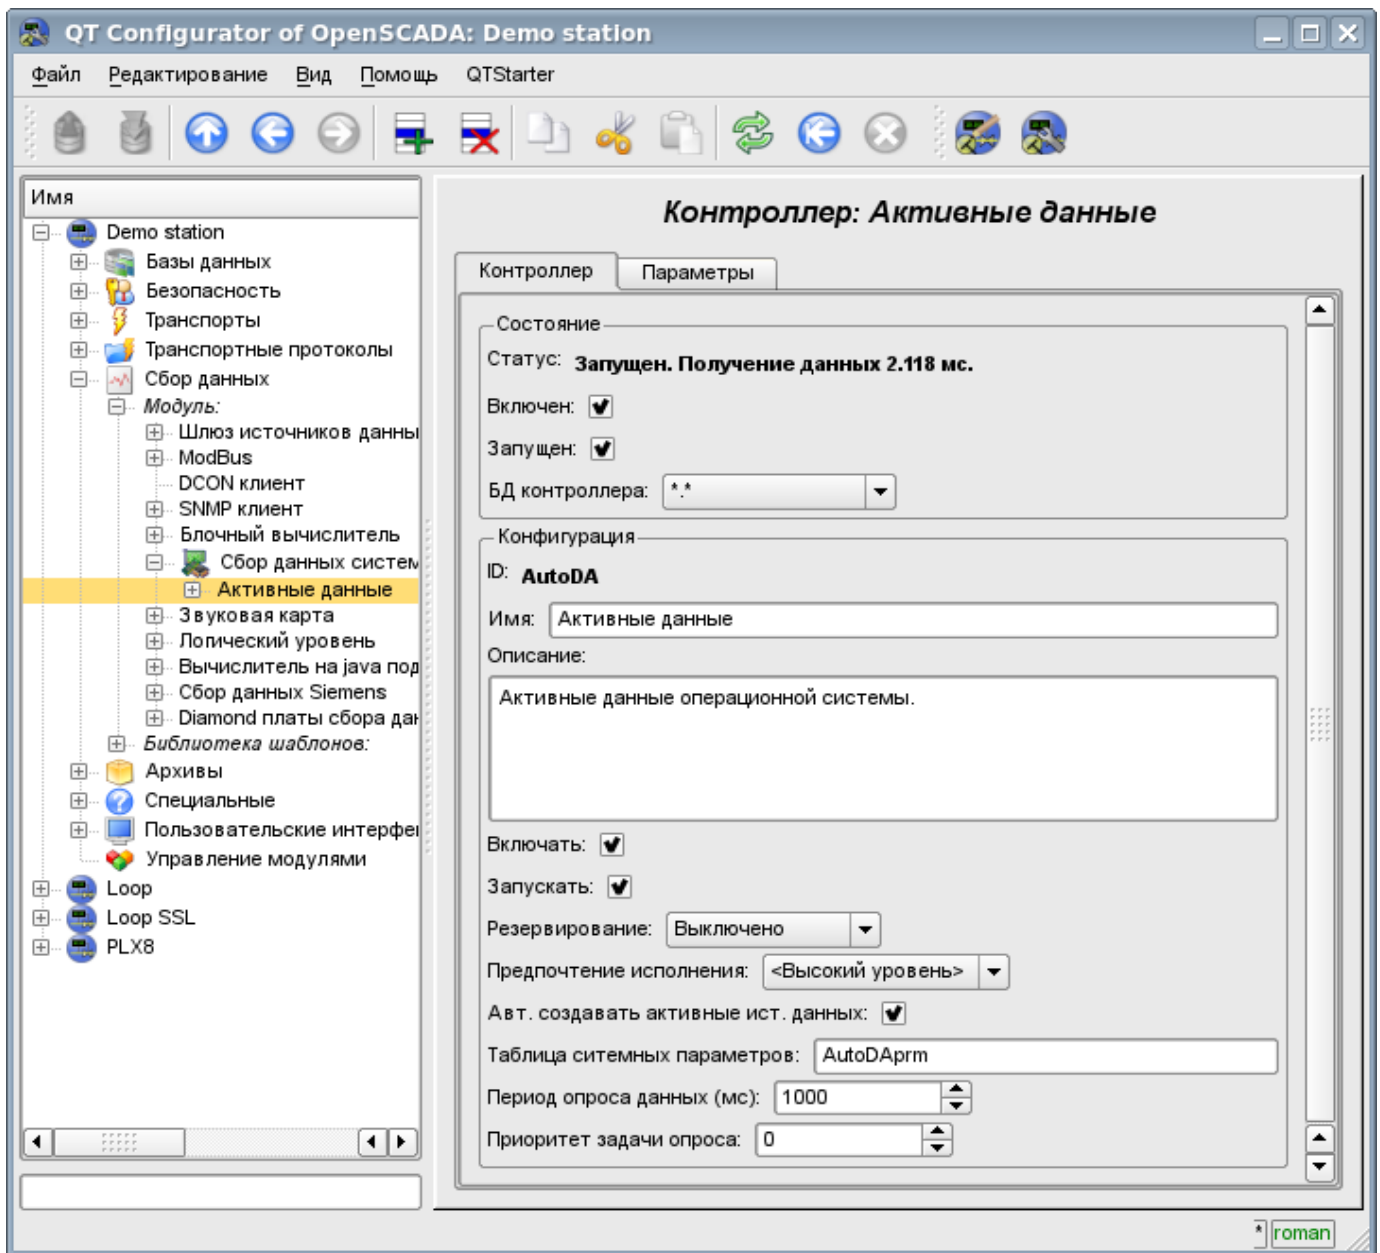 QT Configurator of OpenSCADA: Demo station
Файл Редактирование Вид Помощь QTStarter
Имя
Demo station
Базы данных
Безопасность
Транспорты
Транспортные протоколы
Сбор данных
Модуль:
Шлюз источников данны
ModBus
DCON клиент
SNMP клиент
Блочный вычислитель
Сбор данных систем
Активные данные
Звуковая карта
Логический уровень
Вычислитель на java под
Сбор данных Siemens
Diamond платы сбора дан
Библиотека шаблонов:
Архивы
Специальные
Пользовательские интерфей
Управление модулями
Loop
Loop SSL
PLX8
Контроллер: Активные данные
Контроллер Параметры
Состояние
Статус: Запущен. Получение данных 2.118 мс.
Включен:
Запущен:
БД контроллера: *.*
Конфигурация
ID: AutoDA
Имя: Активные данные
Описание:
Активные данные операционной системы.
Включать:
Запускать:
Резервирование: Выключено
Предпочтение исполнения: <Высокий уровень>
Авт. создавать активные ист. данных:
Таблица ситемных параметров: AutoDAprm
Период опроса данных (мс): 1000
Приоритет задачи опроса: 0
* roman